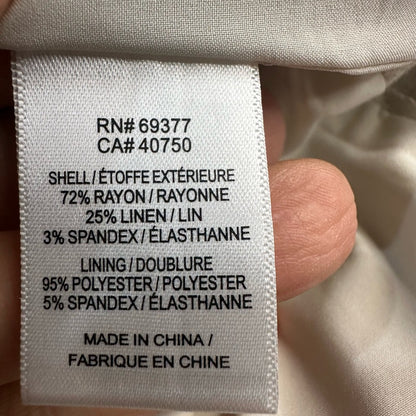 RN# 69377
CA# 40750
SHELL / ÉTOFFE EXTÉRIEURE
72% RAYON / RAYONNE
25% LINEN / LIN
3% SPANDEX / ÉLASTHANNE
LINING / DOUBLURE
95% POLYESTER / POLYESTER
5% SPANDEX / ÉLASTHANNE
MADE IN CHINA /
FABRIQUE EN CHINE